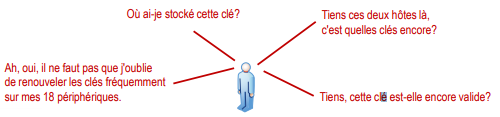 Où ai-je stocké cette clé?
Tiens ces deux hôtes là,
c'est quelles clés encore?
Ah, oui, il ne faut pas que j'oublie
de renouveler les clés fréquemment
sur mes 18 périphériques.
Tiens, cette clé est-elle encore valide?